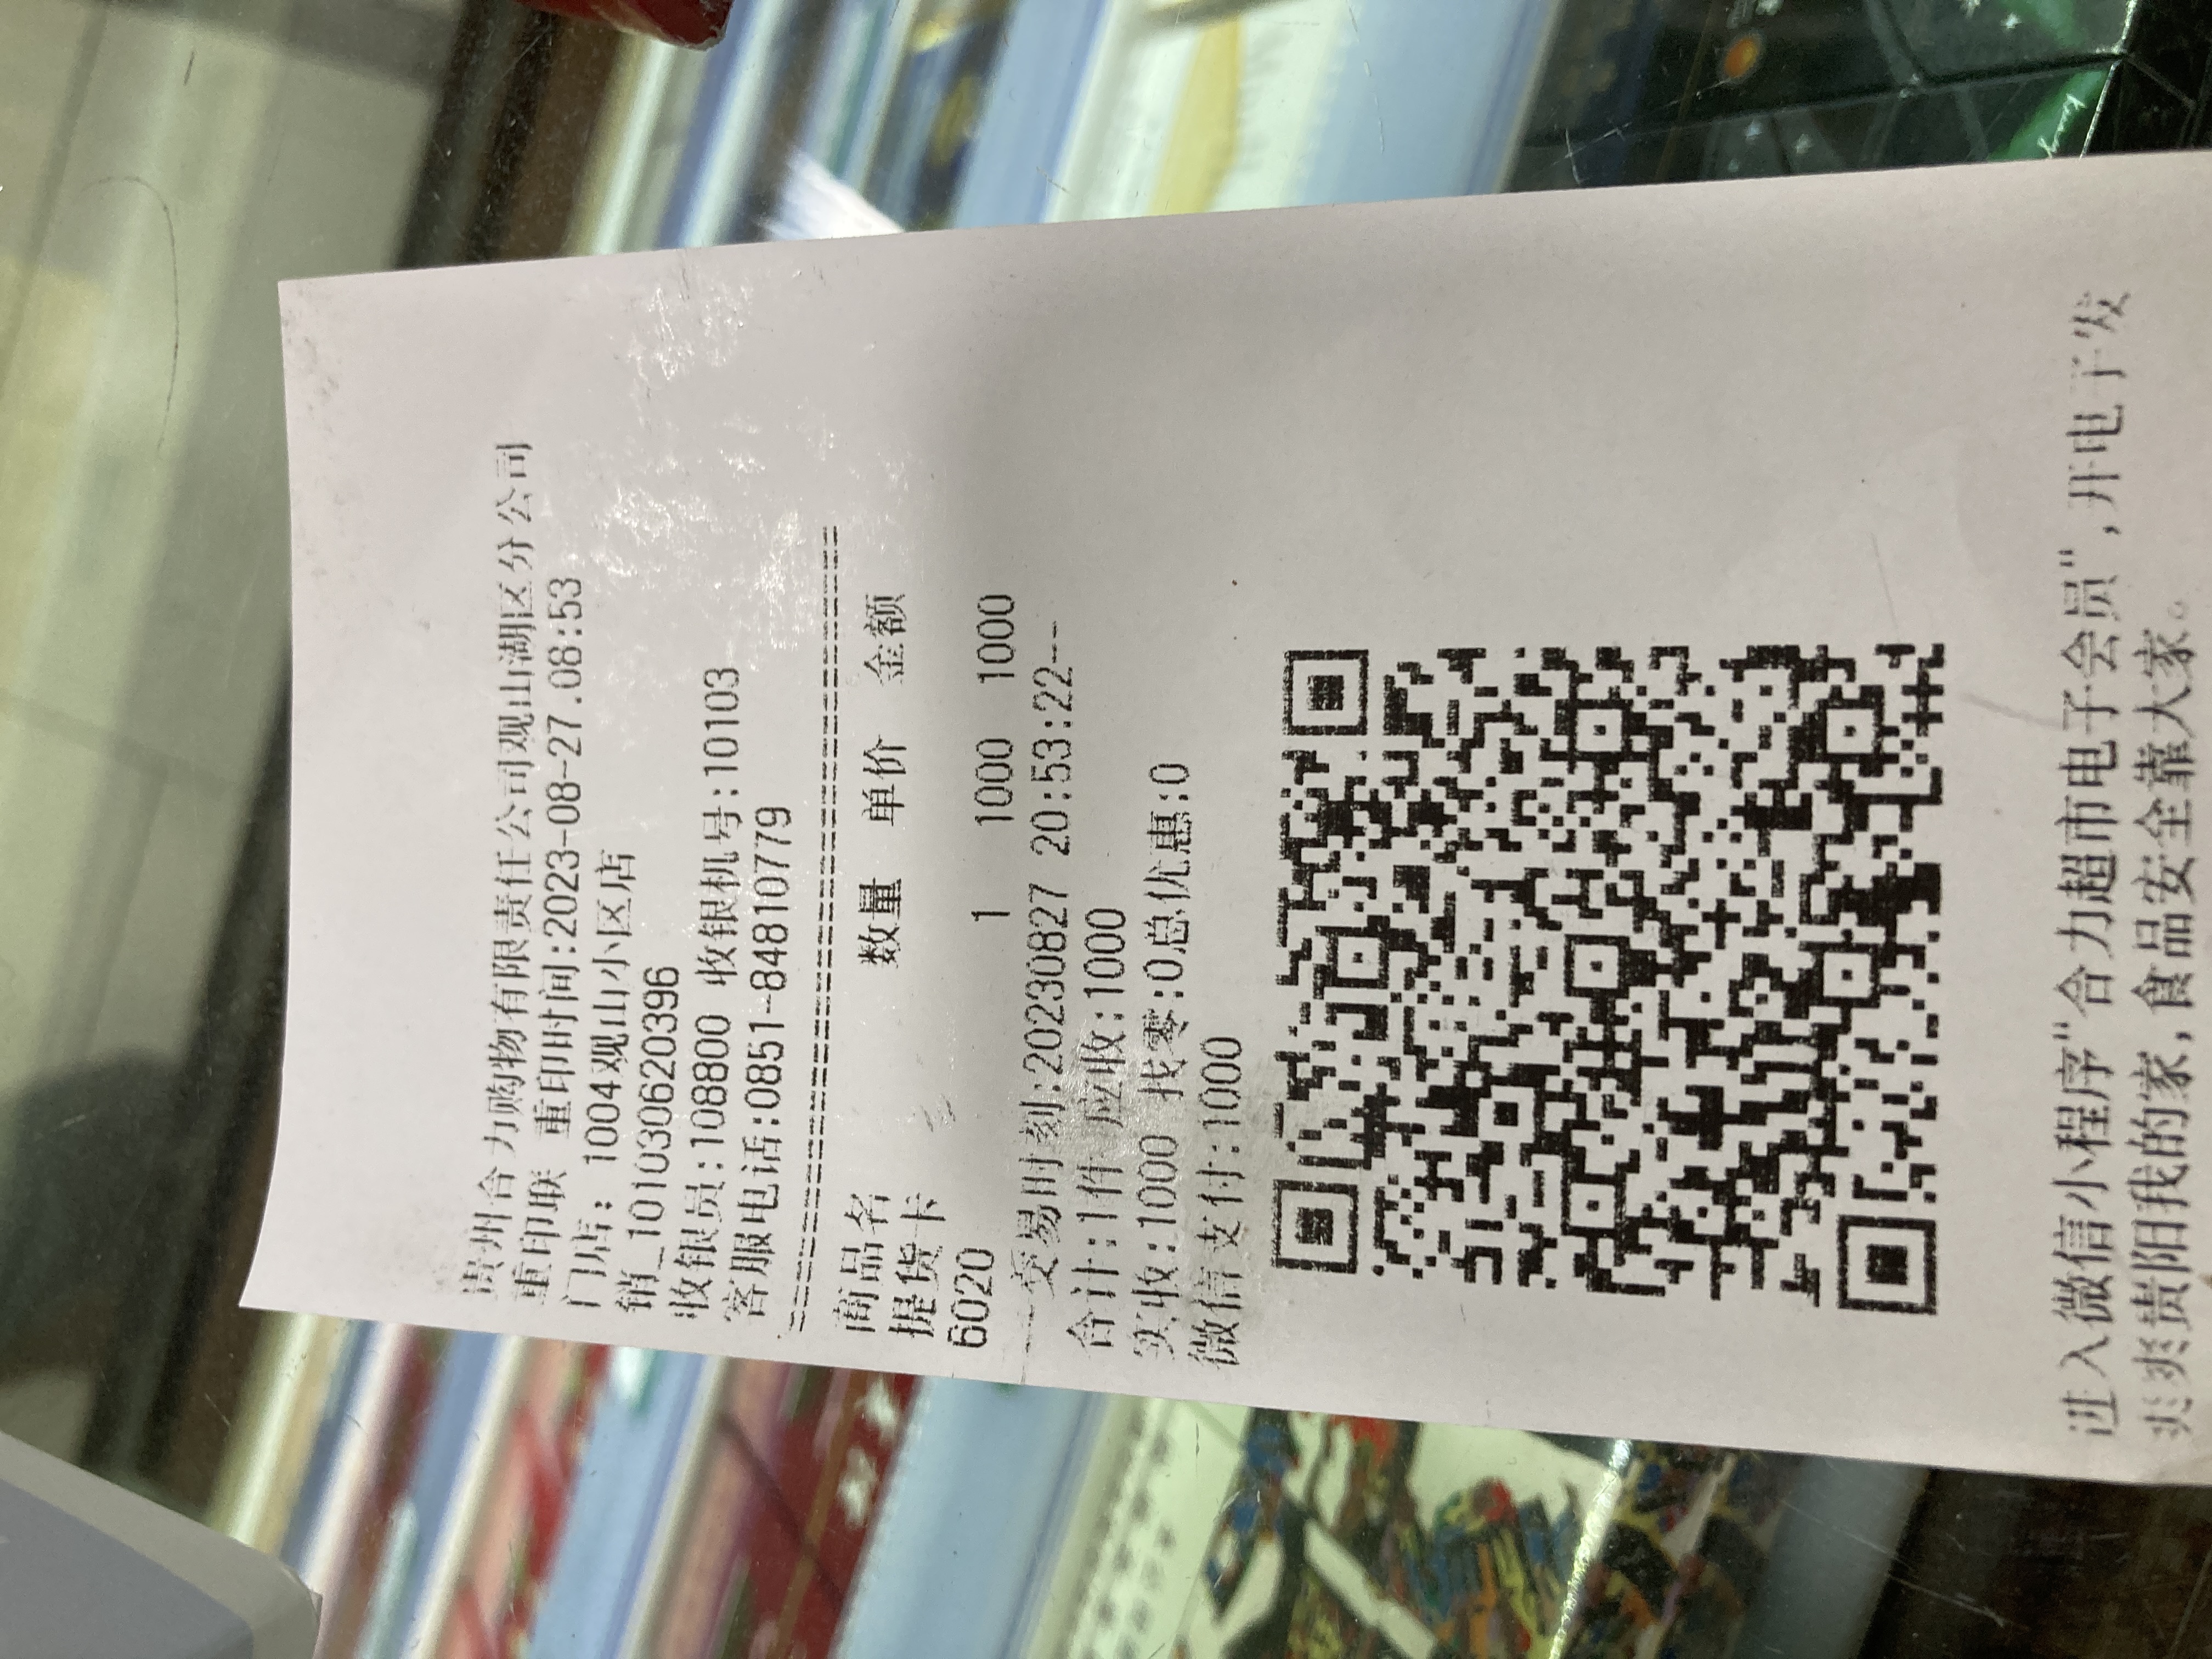 贵州合力购物有限责任公司观山湖区分公司
重印联 重印时间:2023-08-27.08:53
门店: 1004观山小区店
销_1010306620396
收银员:108800 收银机号:10103
客服电话:0851-84810779
商品名 数量 单价 金额
提货卡
6020 1 1000 1000
--交易时刻:20230827 20:53:22--
合计:1件 应收:1000
实收:1000 找零:0总优惠:0
微信支付:1000
进入微信小程序"合力超市电子会员",开电子发
爽爽贵阳我的家,食品安全靠大家。